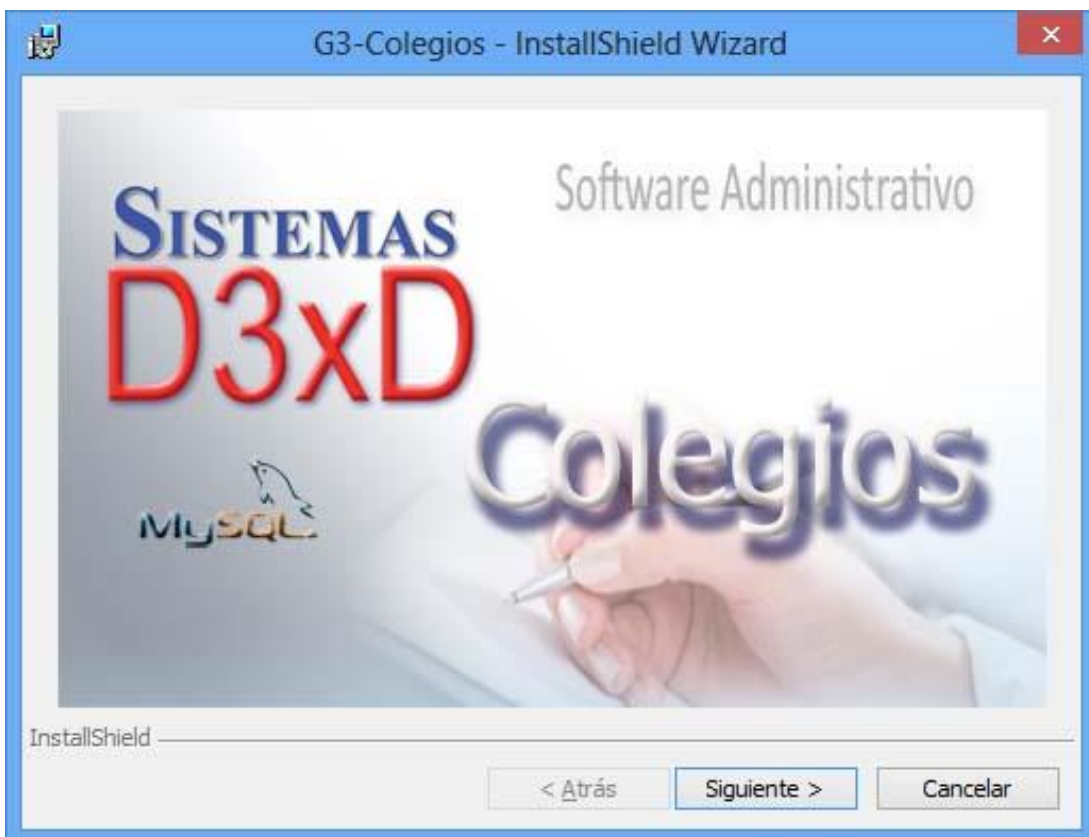 G3-Colegios - InstallShield Wizard
Software Administrativo
SISTEMAS
D3xD
Colegios
MySQL
InstallShield
< Atrás
Siguiente >
Cancelar